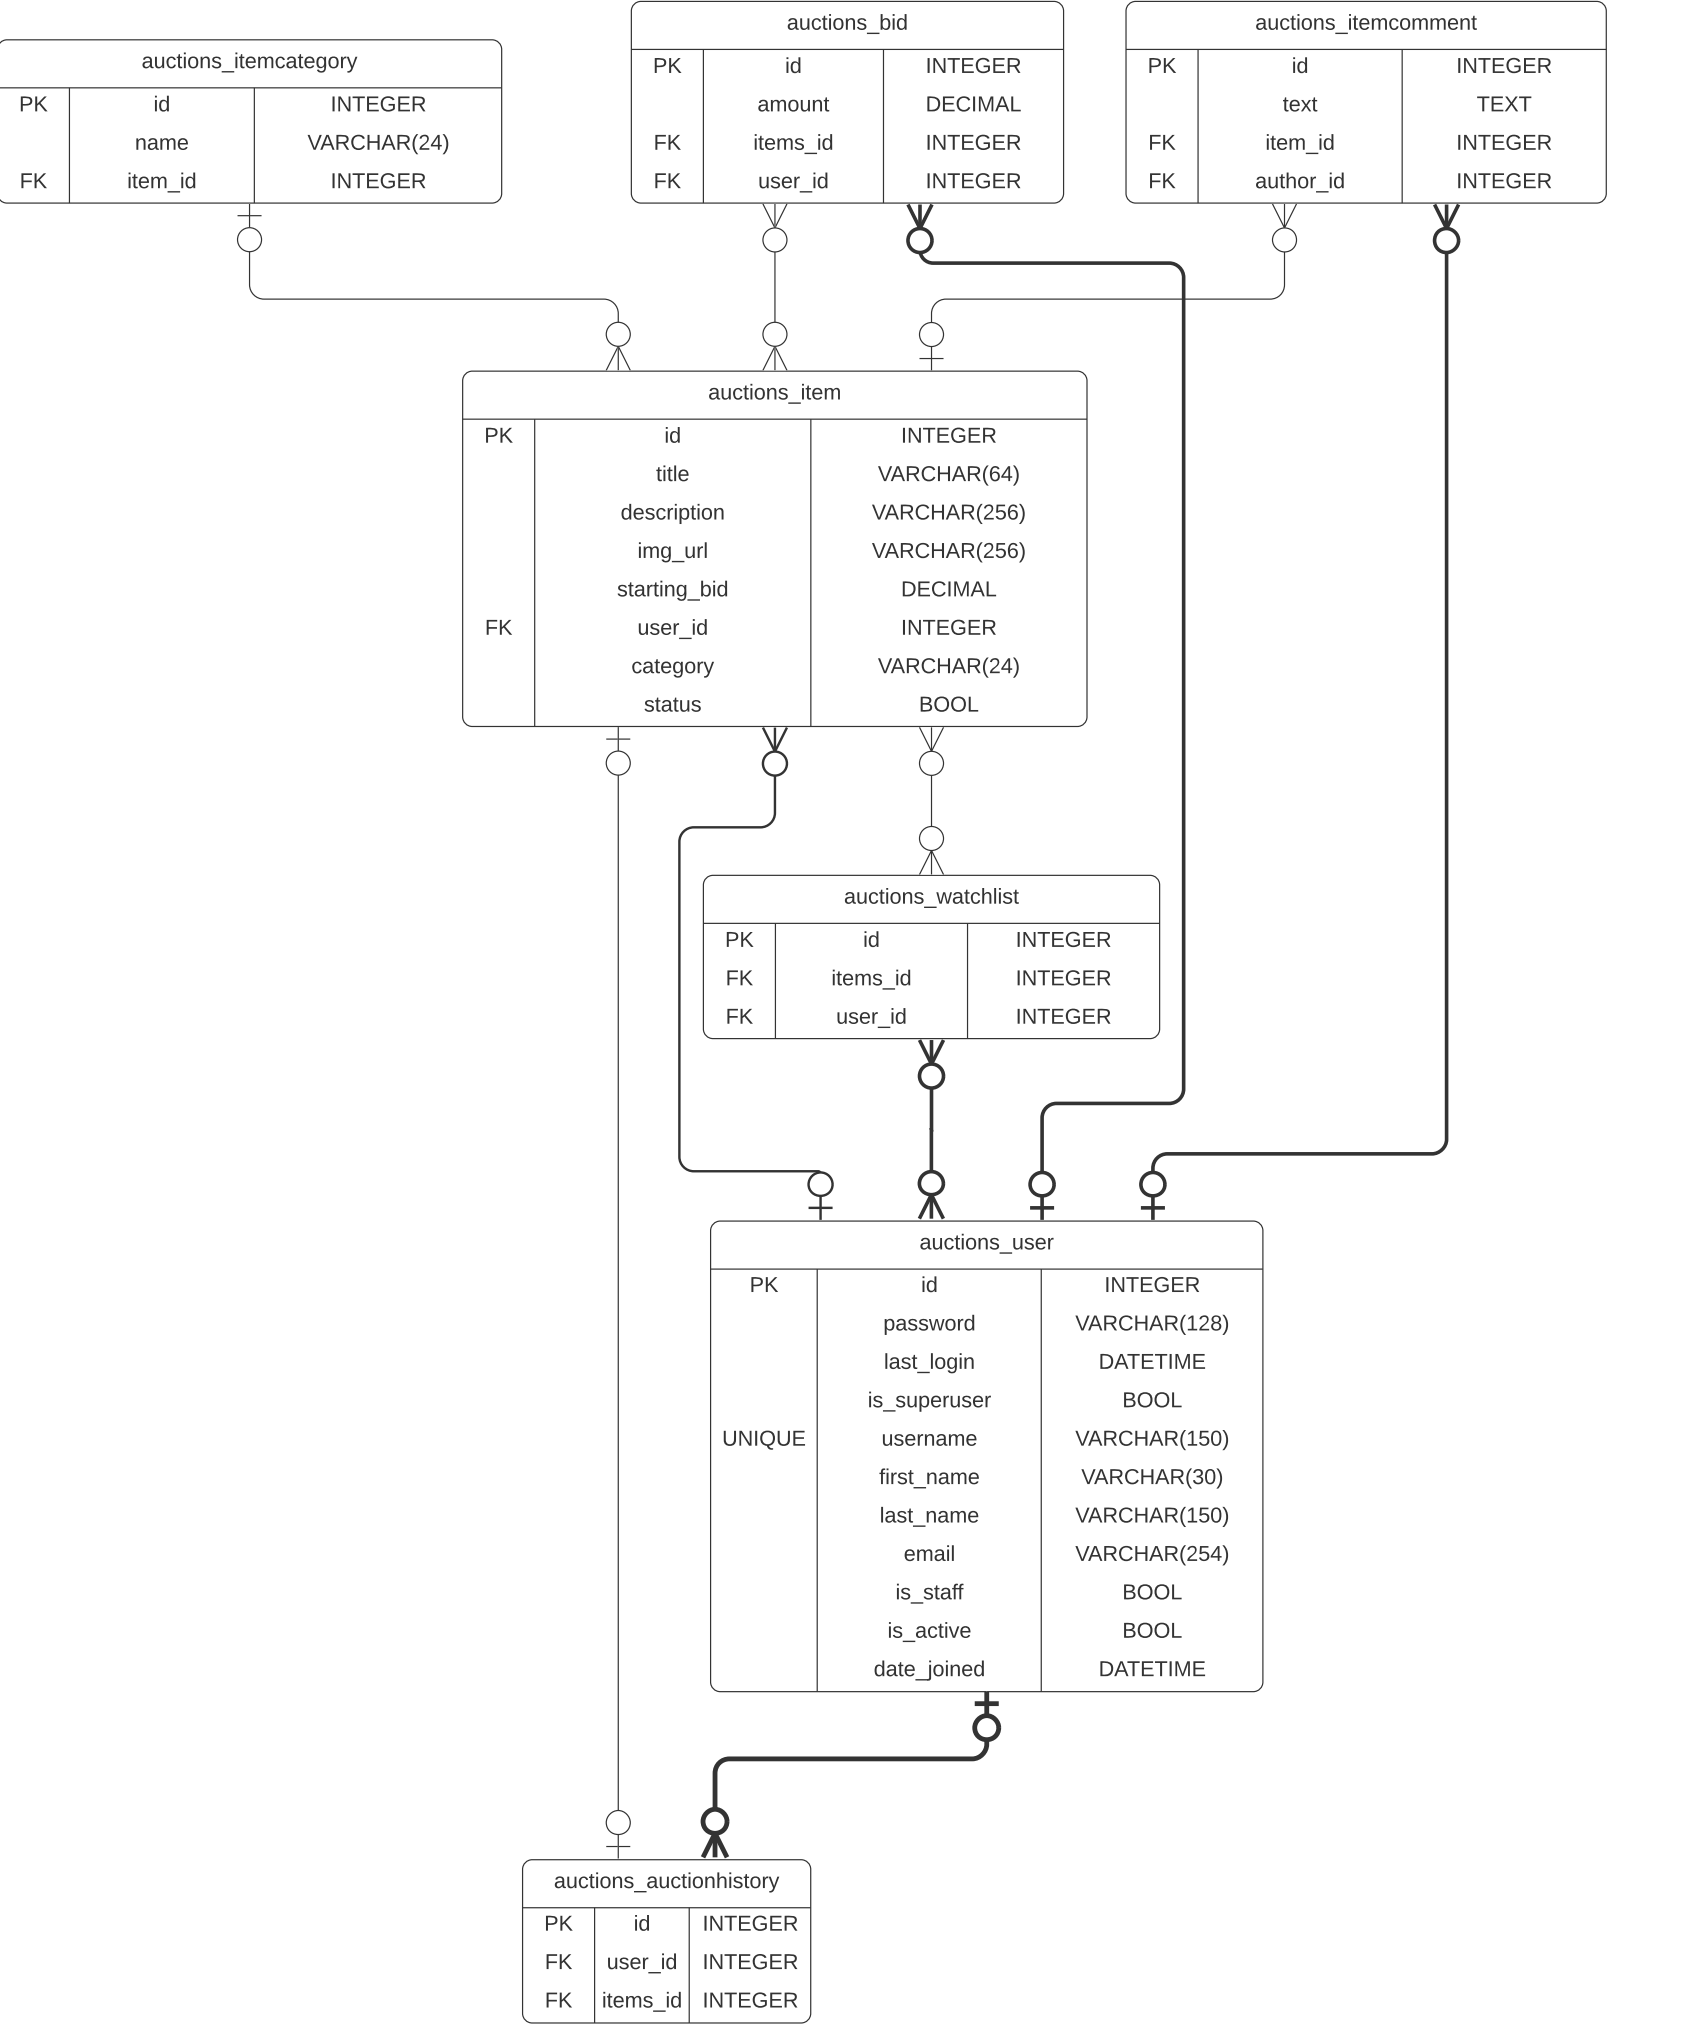 auctions_itemcategory
PK id INTEGER
name VARCHAR(24)
FK item_id INTEGER
auctions_bid
PK id INTEGER
amount DECIMAL
FK items_id INTEGER
FK user_id INTEGER
auctions_itemcomment
PK id INTEGER
text TEXT
FK item_id INTEGER
FK author_id INTEGER
auctions_item
PK id INTEGER
title VARCHAR(64)
description VARCHAR(256)
img_url VARCHAR(256)
starting_bid DECIMAL
FK user_id INTEGER
category VARCHAR(24)
status BOOL
auctions_watchlist
PK id INTEGER
FK items_id INTEGER
FK user_id INTEGER
auctions_user
PK id INTEGER
password VARCHAR(128)
last_login DATETIME
is_superuser BOOL
UNIQUE username VARCHAR(150)
first_name VARCHAR(30)
last_name VARCHAR(150)
email VARCHAR(254)
is_staff BOOL
is_active BOOL
date_joined DATETIME
auctions_auctionhistory
PK id INTEGER
FK user_id INTEGER
FK items_id INTEGER